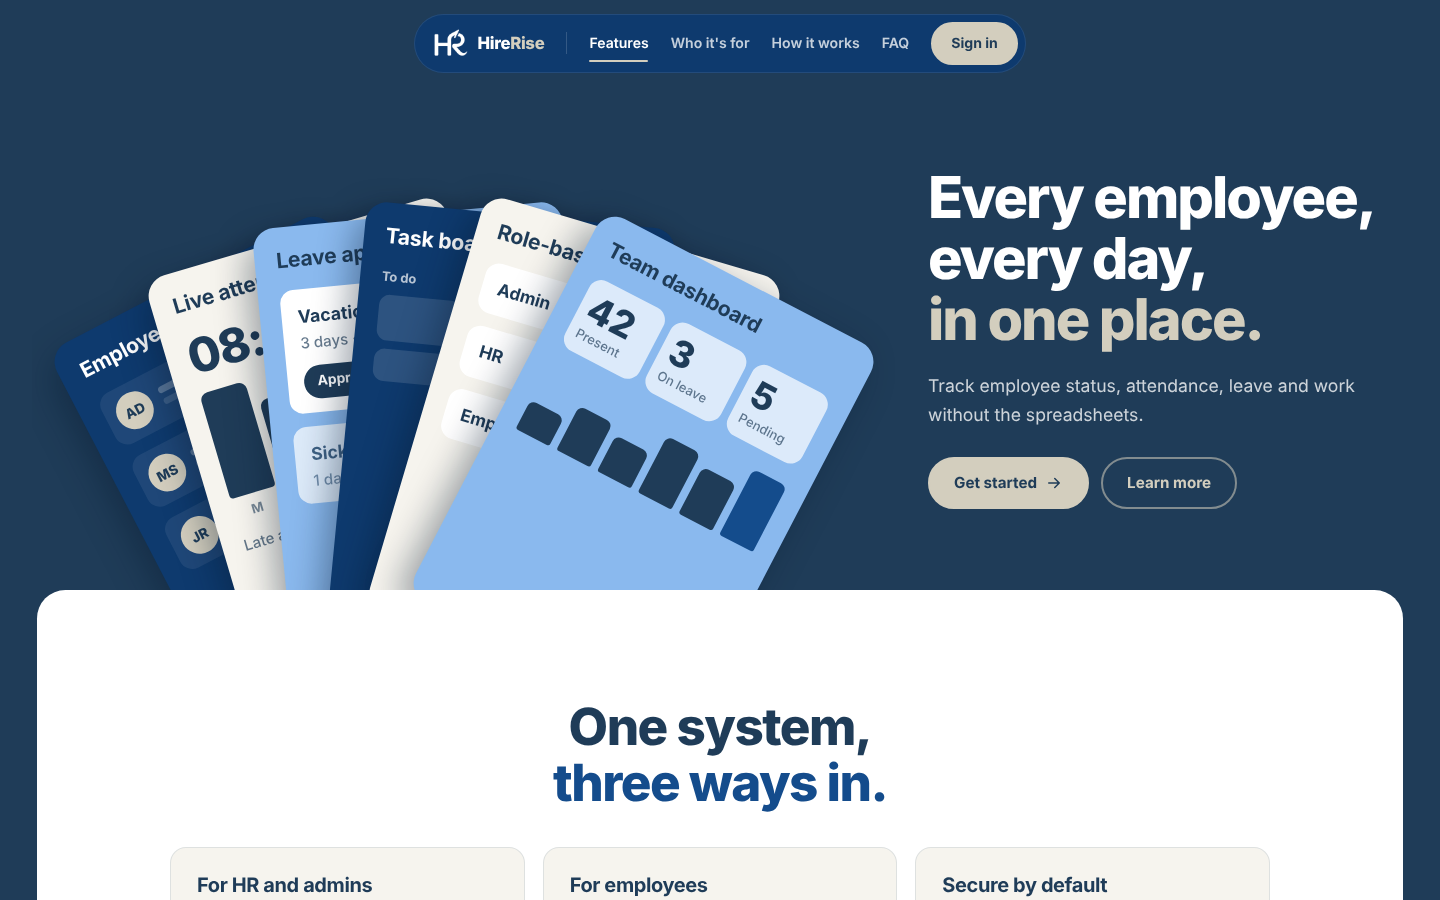 HR HireRise Features Who it's for How it works FAQ Sign in
Every employee,
every day,
in one place.
Track employee status, attendance, leave and work
without the spreadsheets.
Get started → Learn more
Employe
AD
MS
JR
Live atte
08:
M
Late a
Leave ap
Vacatio
3 days
Appr
Sick
1 da
Task boa
To do
Role-bas
Admin
HR
Emp
Team dashboard
42
Present
3
On leave
5
Pending
One system,
three ways in.
For HR and admins
For employees
Secure by default